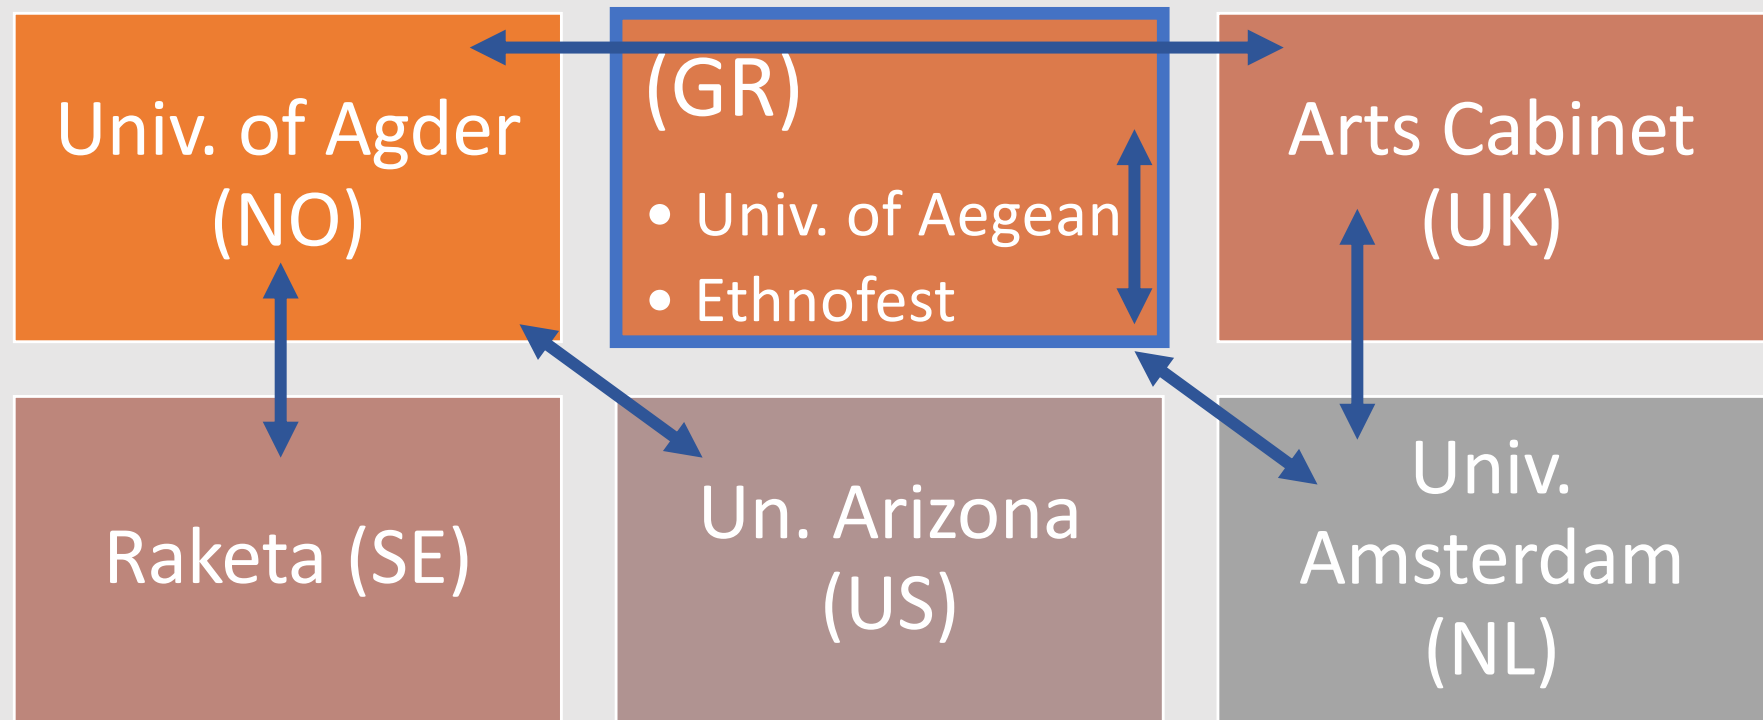 Univ. of Agder
(NO)
(GR)
• Univ. of Aegean
• Ethnofest
Arts Cabinet
(UK)
Raketa (SE)
Un. Arizona
(US)
Univ.
Amsterdam
(NL)